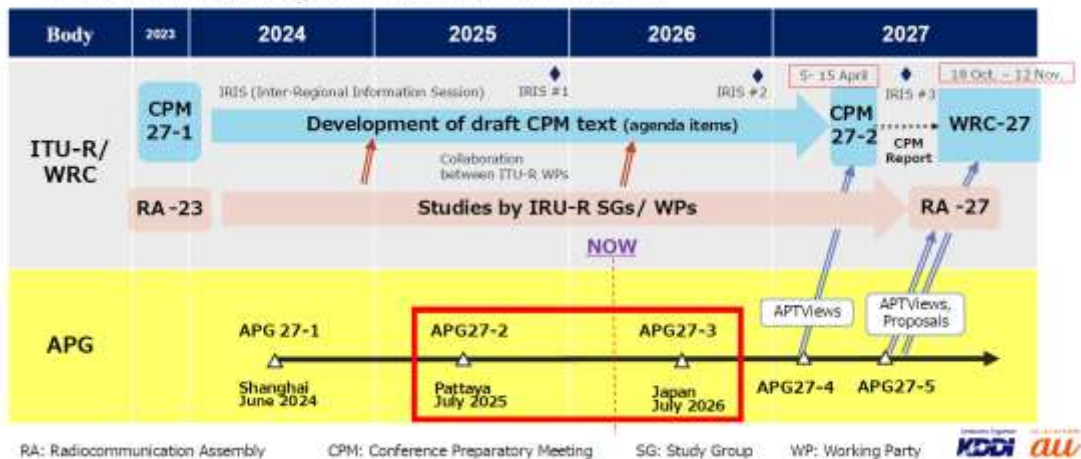 Body 2023 2024 2025 2026 2027
ITU-R/
WRC
CPM
27-1
IRIS (Inter-Regional Information Session)
IRIS #1
IRIS #2
5- 15 April
IRIS #3
18 Oct. – 12 Nov.
Development of draft CPM text (agenda items)
CPM
27-2
CPM
Report
WRC-27
Collaboration
between ITU-R WPs
RA -23
Studies by IRU-R SGs/ WPs
RA -27
NOW
APG
APG 27-1
Shanghai
June 2024
APG27-2
Pattaya
July 2025
APG27-3
Japan
July 2026
APTViews
APG27-4
APTViews,
Proposals
APG27-5
RA: Radiocommunication Assembly CPM: Conference Preparatory Meeting SG: Study Group WP: Working Party
KDDI au